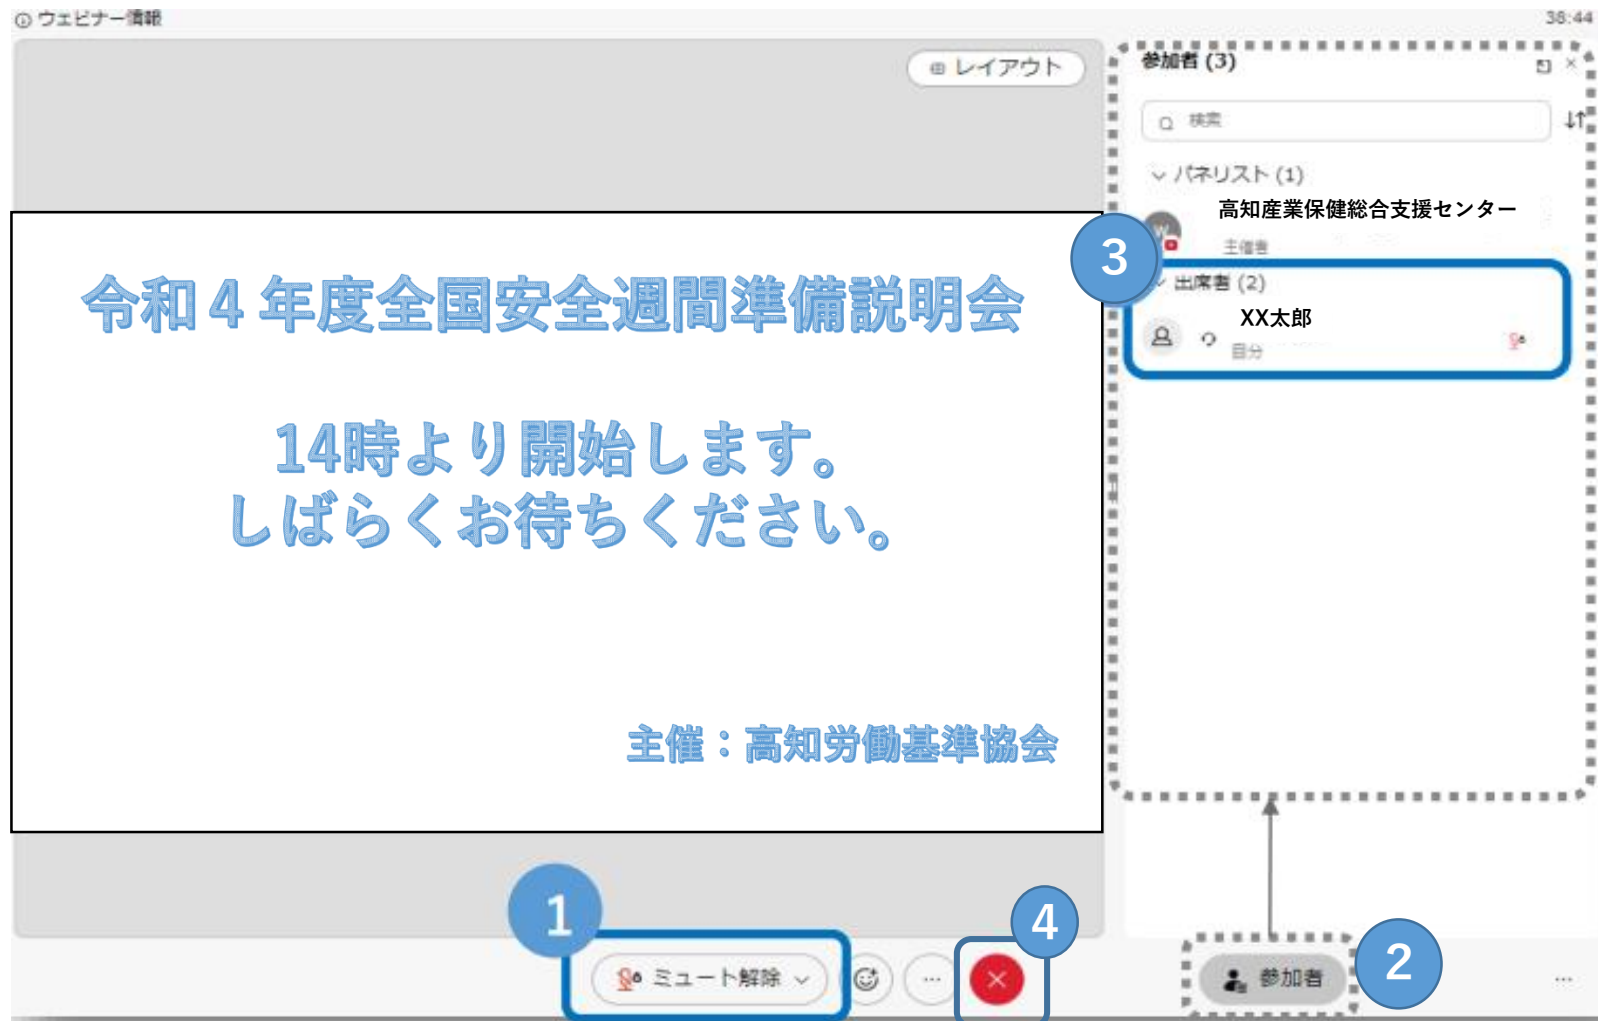 ウェビナー情報
38:44
レイアウト
参加者 (3)
検索
パネリスト (1)
高知産業保健総合支援センター
W
主催者
3
出席者 (2)
XX太郎
自分
令和４年度全国安全週間準備説明会
14時より開始します。
しばらくお待ちください。
主催：高知労働基準協会
1
4
ミュート解除
参加者
2